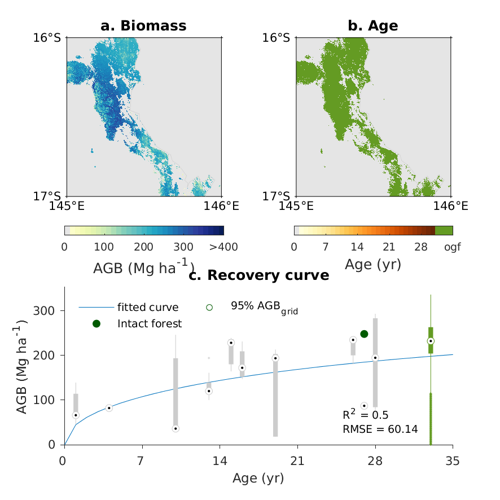 a. Biomass
b. Age
16°S
16°S
17°S
17°S
145°E
146°E
145°E
146°E
0 100 200 300 >400
0 7 14 21 28 ogf
AGB (Mg ha⁻¹)
Age (yr)
c. Recovery curve
300
200
100
0
AGB (Mg ha⁻¹)
fitted curve
95% AGB_grid
Intact forest
R² = 0.5
RMSE = 60.14
0 7 14 21 28 35
Age (yr)